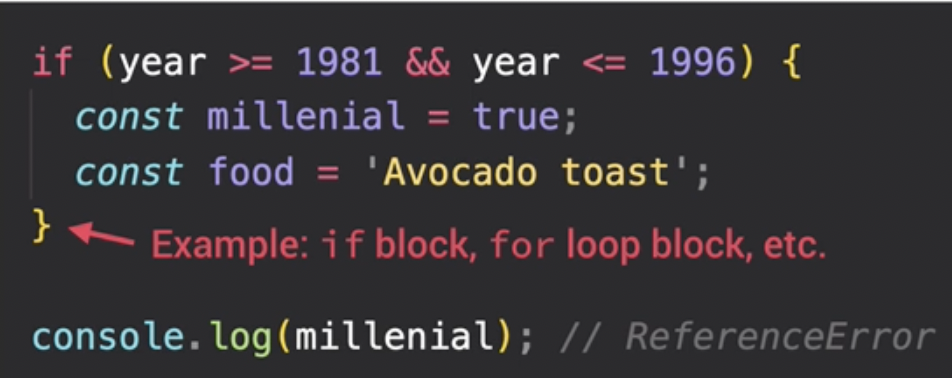 if (year >= 1981 && year <= 1996) {
const millenial = true;
const food = 'Avocado toast';
}
Example: if block, for loop block, etc.
console.log(millenial); // ReferenceError